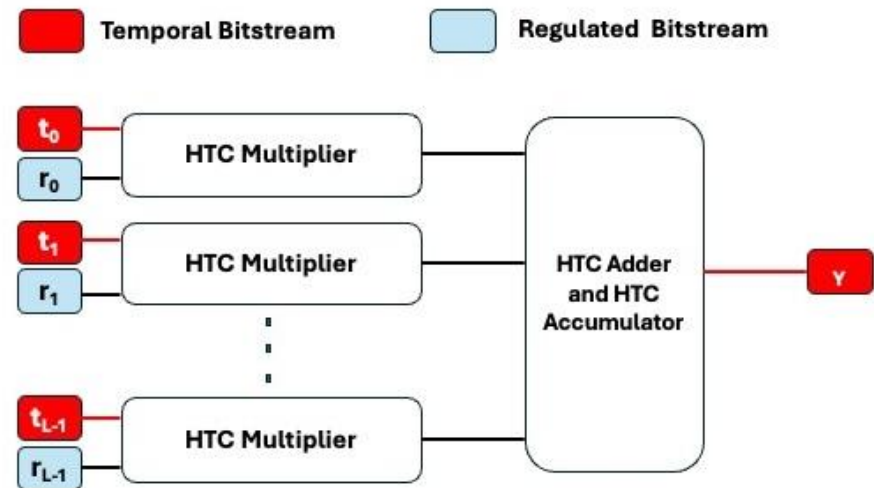 Temporal Bitstream
Regulated Bitstream
t₀
r₀
HTC Multiplier
t₁
r₁
HTC Multiplier
tL-1
rL-1
HTC Multiplier
HTC Adder
and HTC
Accumulator
Y